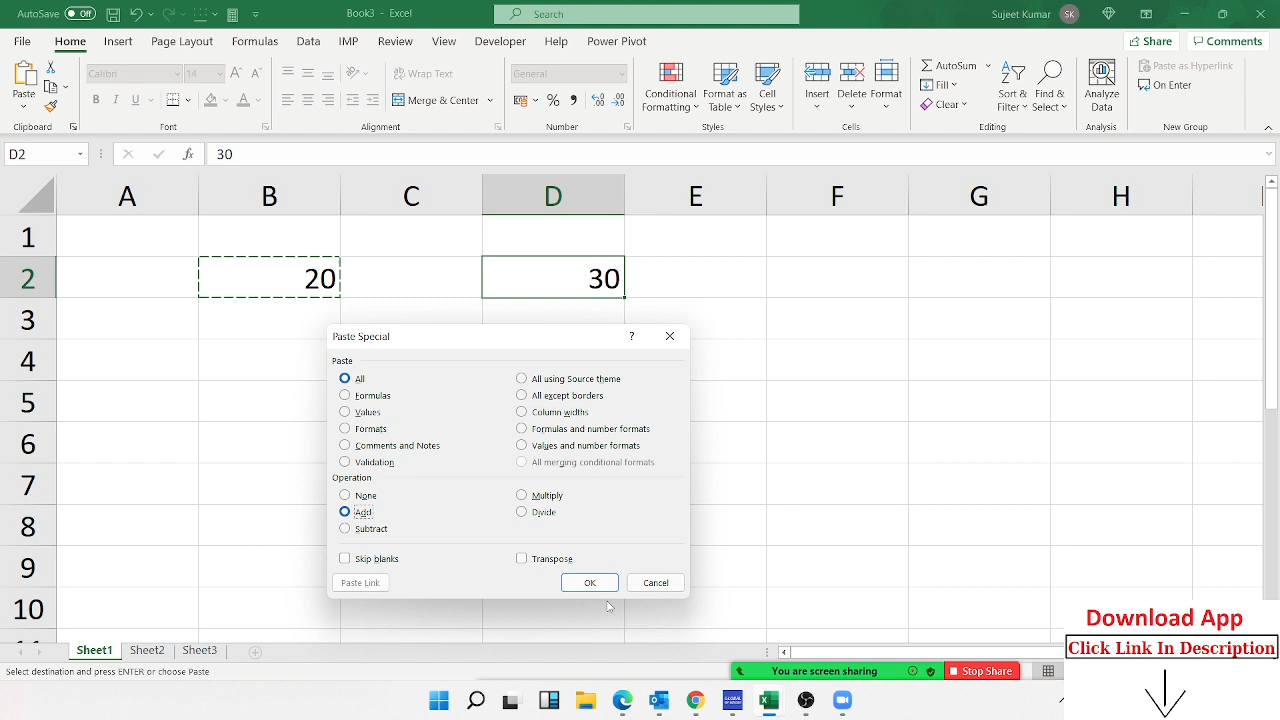 AutoSave Off Book3 - Excel Search Sujeet Kumar SK
File Home Insert Page Layout Formulas Data IMP Review View Developer Help Power Pivot Share Comments
Paste Calibri 14 Wrap Text General Conditional Formatting Format as Table Cell Styles Insert Delete Format AutoSum Fill Clear Sort & Filter Find & Select Analyze Data Paste as Hyperlink On Enter
B I U A Merge & Center % 9
Clipboard Font Alignment Number Styles Cells Editing Analysis New Group
D2 fx 30
A B C D E F G H
1
2 20 30
3
4
5
6
7
8
9
10
Paste Special ?
Paste
All All using Source theme
Formulas All except borders
Values Column widths
Formats Formulas and number formats
Comments and Notes Values and number formats
Validation All merging conditional formats
Operation
None Multiply
Add Divide
Subtract
Skip blanks Transpose
Paste Link OK Cancel
Sheet1 Sheet2 Sheet3
Select destination and press ENTER or choose Paste
You are screen sharing Stop Share
Download App
Click Link In Description